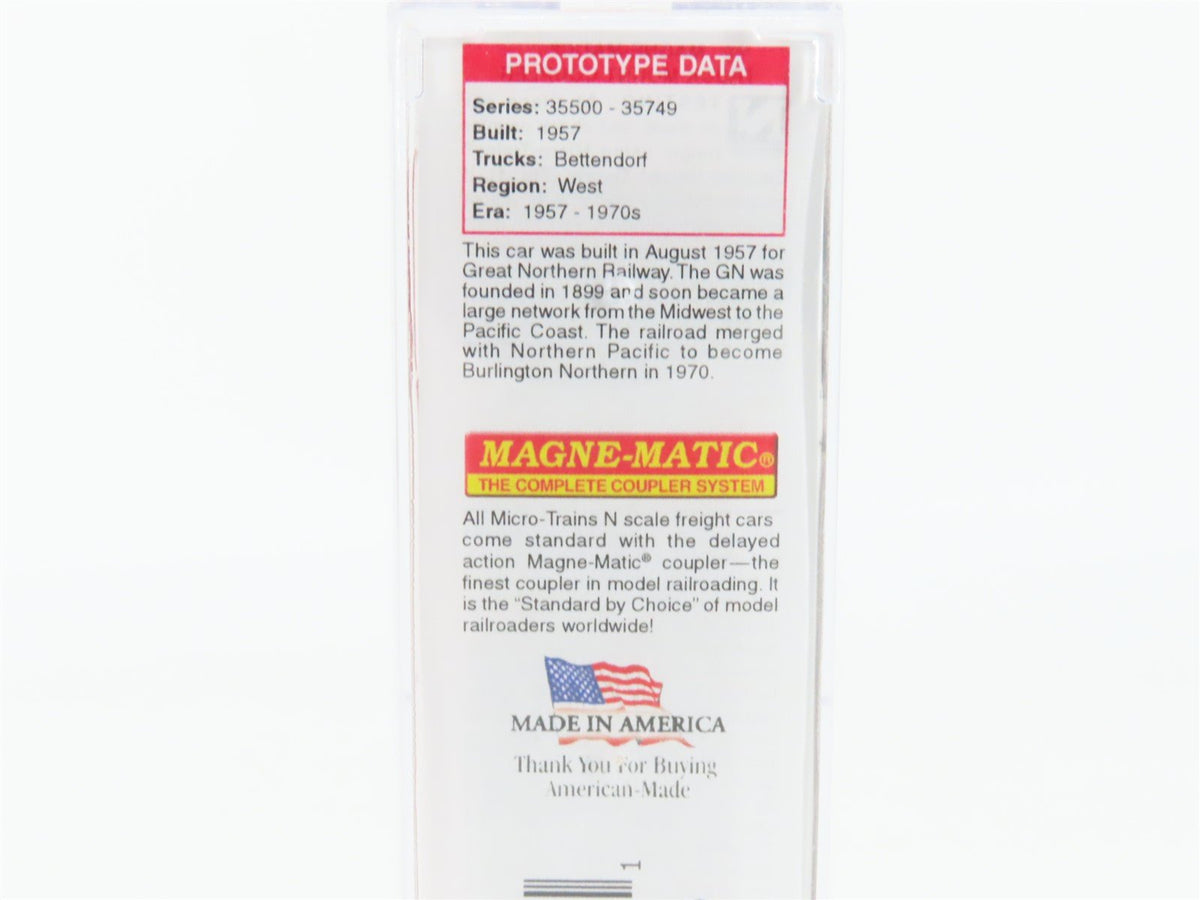 PROTOTYPE DATA
Series: 35500 - 35749
Built: 1957
Trucks: Bettendorf
Region: West
Era: 1957 - 1970s
This car was built in August 1957 for
Great Northern Railway. The GN was
founded in 1899 and soon became a
large network from the Midwest to the
Pacific Coast. The railroad merged
with Northern Pacific to become
Burlington Northern in 1970.
MAGNE-MATIC®
THE COMPLETE COUPLER SYSTEM
All Micro-Trains N scale freight cars
come standard with the delayed
action Magne-Matic® coupler—the
finest coupler in model railroading. It
is the "Standard by Choice" of model
railroaders worldwide!
MADE IN AMERICA
Thank You For Buying
American-Made
1